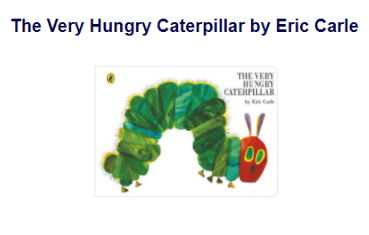 The Very Hungry Caterpillar by Eric Carle
THE VERY
HUNGRY
CATERPILLAR
by Eric Carle